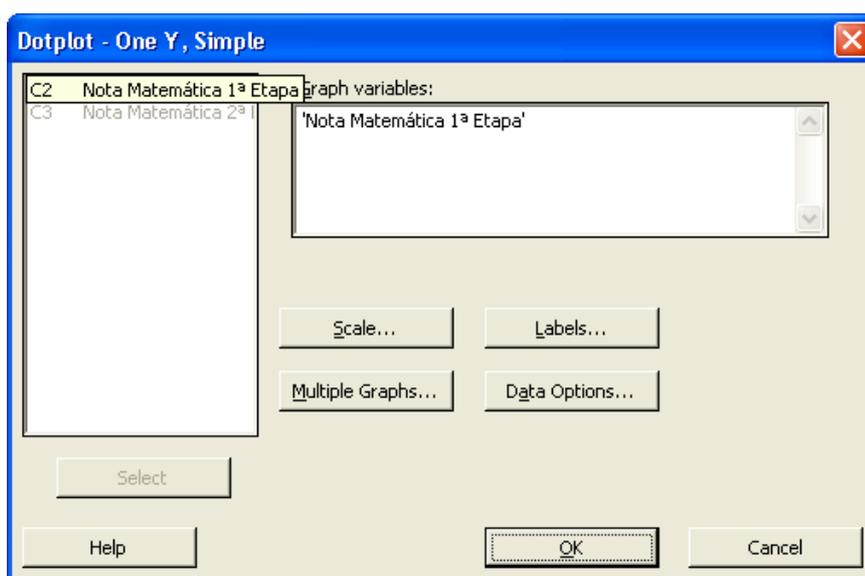 Dotplot - One Y, Simple
C2 Nota Matemática 1ª Etapa
C3 Nota Matemática 2ª
Graph variables:
'Nota Matemática 1ª Etapa'
Scale...
Labels...
Multiple Graphs...
Data Options...
Select
Help
OK
Cancel